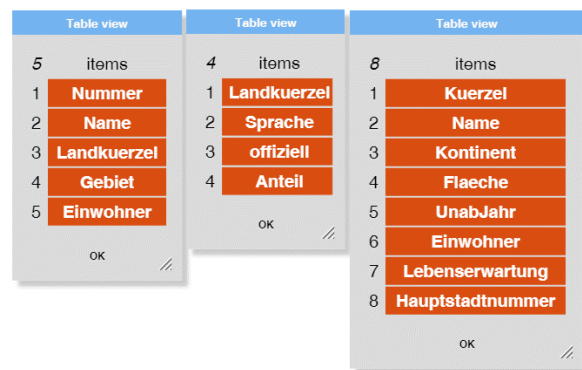 Table view
5 items
1 Nummer
2 Name
3 Landkuerzel
4 Gebiet
5 Einwohner
OK
Table view
4 items
1 Landkuerzel
2 Sprache
3 offiziell
4 Anteil
OK
Table view
8 items
1 Kuerzel
2 Name
3 Kontinent
4 Flaeche
5 UnabJahr
6 Einwohner
7 Lebenserwartung
8 Hauptstadtnummer
OK